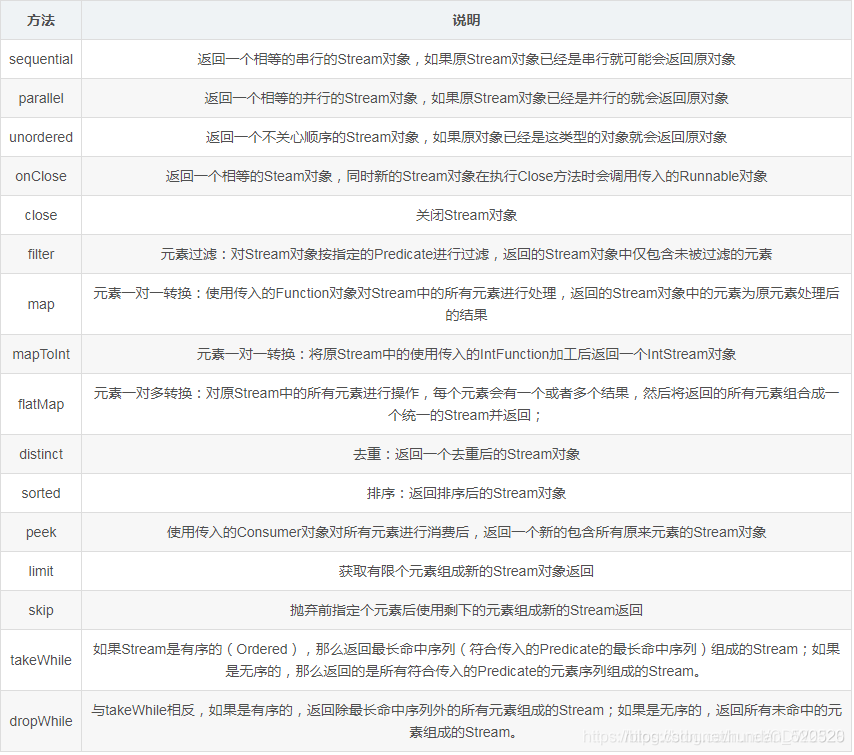 方法 说明
sequential 返回一个相等的串行的Stream对象，如果原Stream对象已经是串行就可能会返回原对象
parallel 返回一个相等的并行的Stream对象，如果原Stream对象已经是并行的就会返回原对象
unordered 返回一个不关心顺序的Stream对象，如果原对象已经是这类型的对象就会返回原对象
onClose 返回一个相等的Steam对象，同时新的Stream对象在执行Close方法时会调用传入的Runnable对象
close 关闭Stream对象
filter 元素过滤：对Stream对象按指定的Predicate进行过滤，返回的Stream对象中仅包含未被过滤的元素
map 元素一对一转换：使用传入的Function对象对Stream中的所有元素进行处理，返回的Stream对象中的元素为原元素处理后
的结果
mapToInt 元素一对一转换：将原Stream中的使用传入的IntFunction加工后返回一个IntStream对象
flatMap 元素一对多转换：对原Stream中的所有元素进行操作，每个元素会有一个或者多个结果，然后将返回的所有元素组合成一
个统一的Stream并返回；
distinct 去重：返回一个去重后的Stream对象
sorted 排序：返回排序后的Stream对象
peek 使用传入的Consumer对象对所有元素进行消费后，返回一个新的包含所有原来元素的Stream对象
limit 获取有限个元素组成新的Stream对象返回
skip 抛弃前指定个元素后使用剩下的元素组成新的Stream返回
takeWhile 如果Stream是有序的（Ordered），那么返回最长命中序列（符合传入的Predicate的最长命中序列）组成的Stream；如果
是无序的，那么返回的是所有符合传入的Predicate的元素序列组成的Stream。
dropWhile 与takeWhile相反，如果是有序的，返回除最长命中序列外的所有元素组成的Stream；如果是无序的，返回所有未命中的元
素组成的Stream。